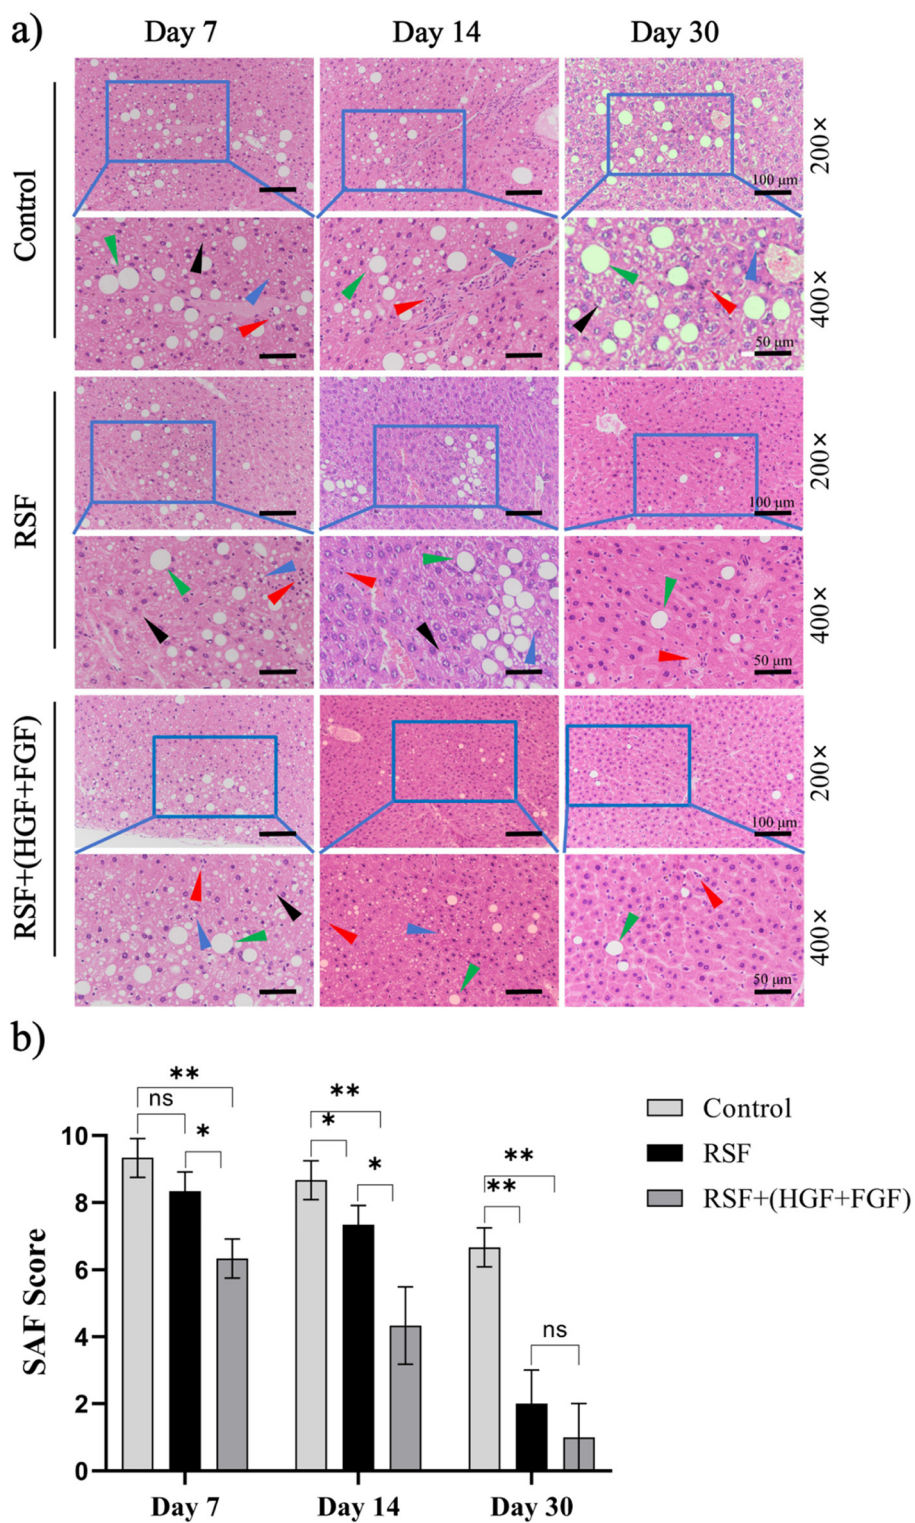 a)
Day 7 Day 14 Day 30
Control
200×
100 μm
400×
50 μm
RSF
200×
100 μm
400×
50 μm
RSF+(HGF+FGF)
200×
100 μm
400×
50 μm
b)
** ns *
** * *
** ** ns
Control
RSF
RSF+(HGF+FGF)
SAF Score
10
8
6
4
2
0
Day 7 Day 14 Day 30